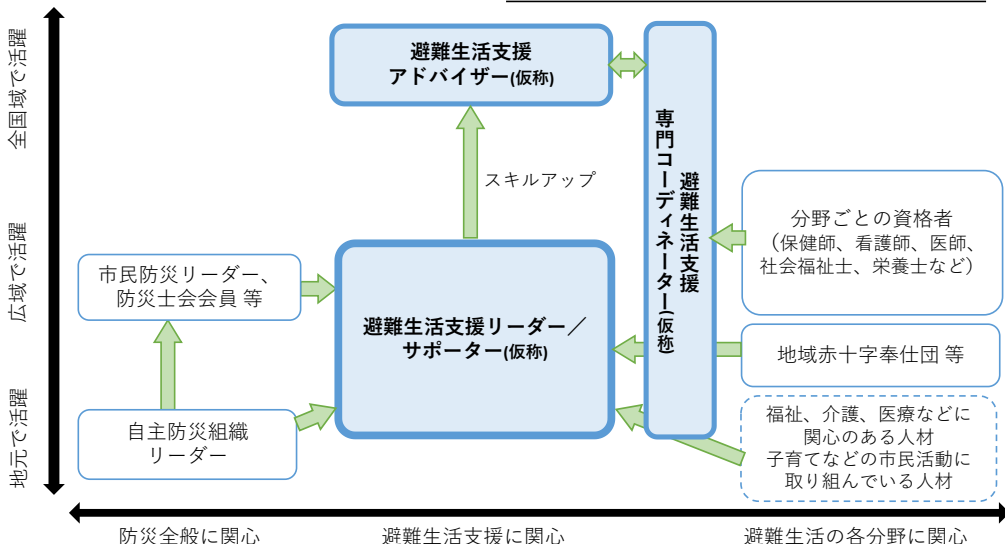 全国域で活躍
広域で活躍
地元で活躍
避難生活支援
アドバイザー(仮称)
スキルアップ
避難生活支援
専門コーディネーター(仮称)
分野ごとの資格者
（保健師、看護師、医師、
社会福祉士、栄養士など）
市民防災リーダー、
防災士会会員 等
避難生活支援リーダー／
サポーター(仮称)
地域赤十字奉仕団 等
自主防災組織
リーダー
福祉、介護、医療などに
関心のある人材
子育てなどの市民活動に
取り組んでいる人材
防災全般に関心
避難生活支援に関心
避難生活の各分野に関心